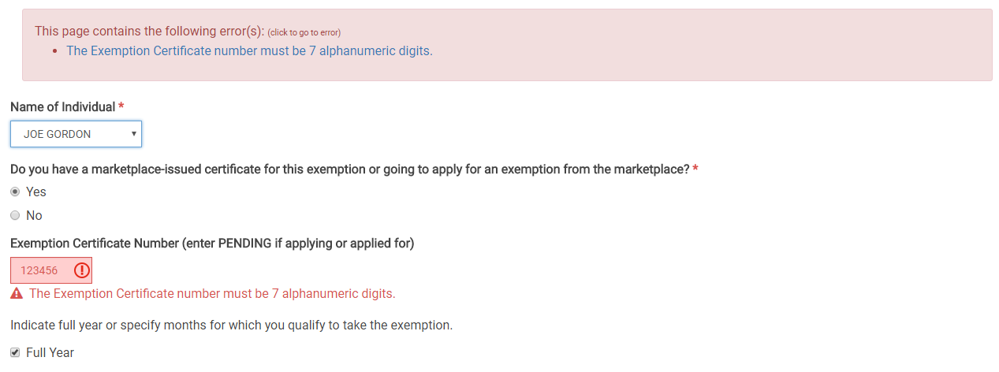 This page contains the following error(s): (click to go to error)
• The Exemption Certificate number must be 7 alphanumeric digits.
Name of Individual *
JOE GORDON
Do you have a marketplace-issued certificate for this exemption or going to apply for an exemption from the marketplace? *
Yes
No
Exemption Certificate Number (enter PENDING if applying or applied for)
123456
The Exemption Certificate number must be 7 alphanumeric digits.
Indicate full year or specify months for which you qualify to take the exemption.
Full Year